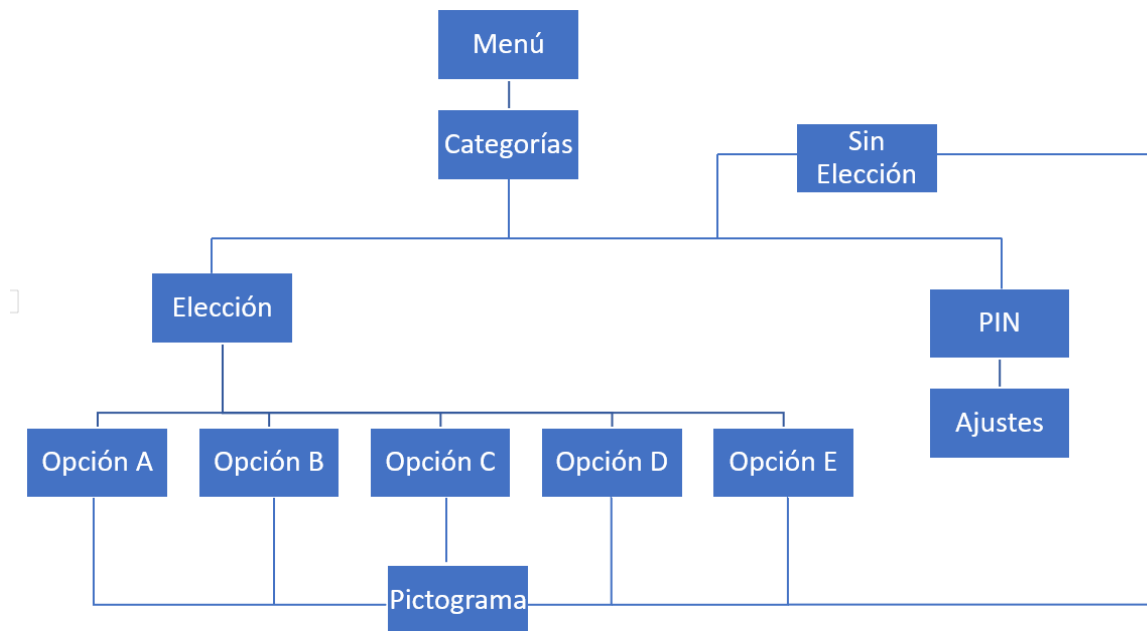 Menú
Categorías
Sin
Elección
Elección
PIN
Ajustes
Opción A
Opción B
Opción C
Opción D
Opción E
Pictograma